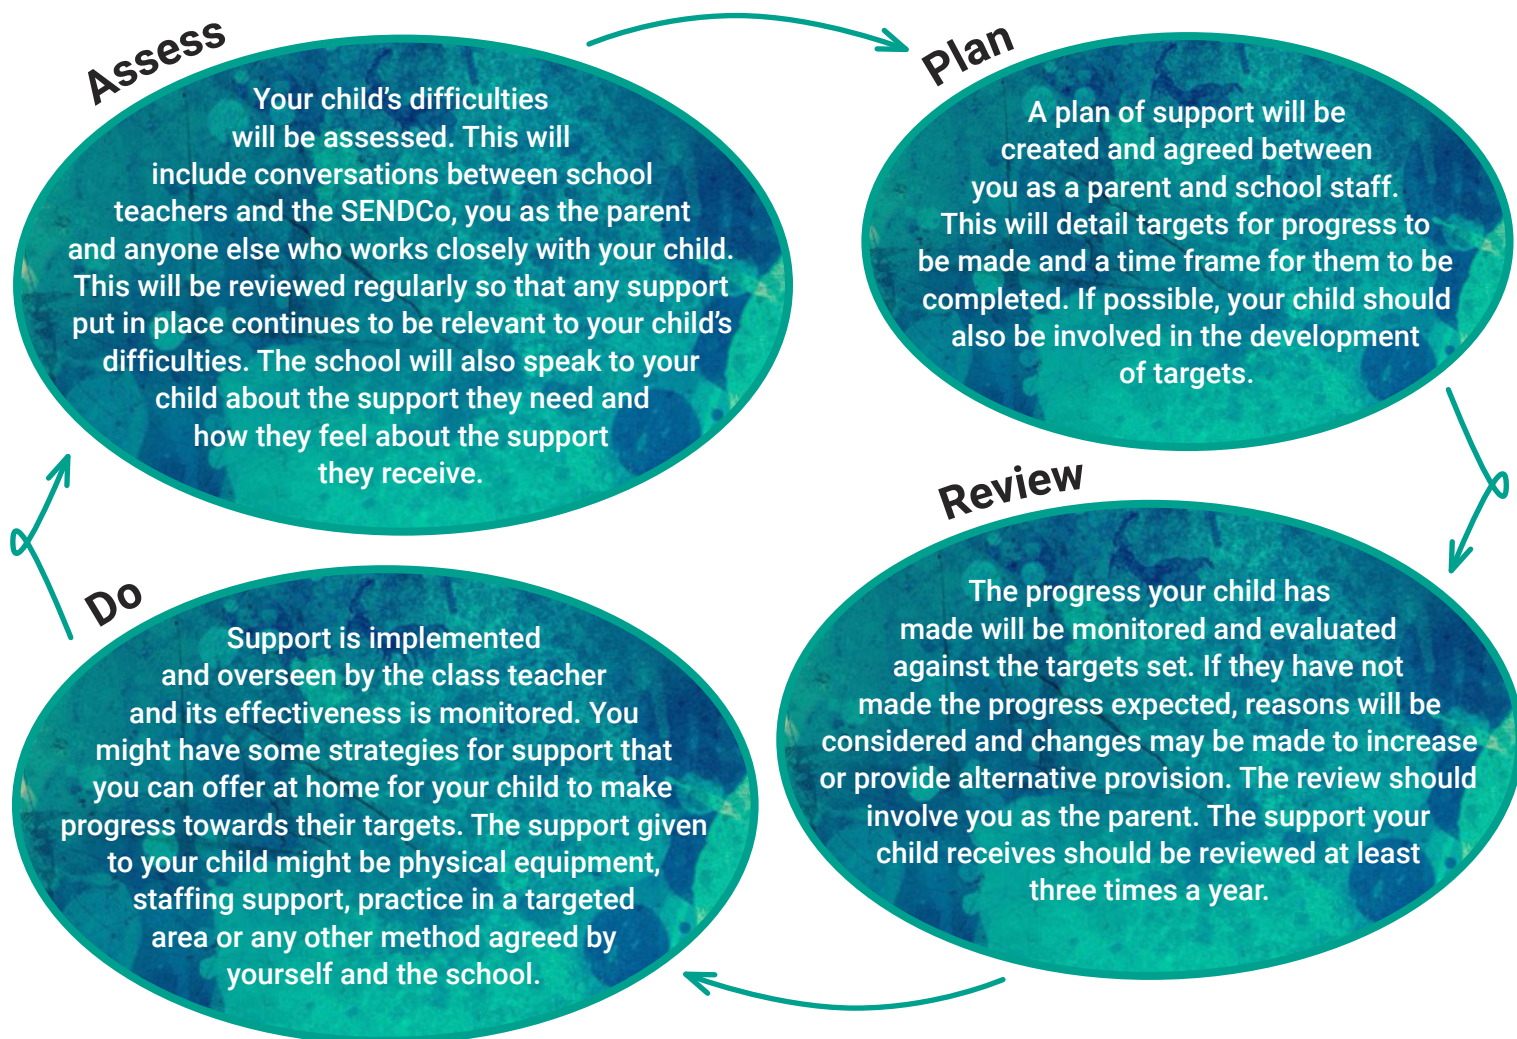 Assess
Your child’s difficulties
will be assessed. This will
include conversations between school
teachers and the SENDCo, you as the parent
and anyone else who works closely with your child.
This will be reviewed regularly so that any support
put in place continues to be relevant to your child’s
difficulties. The school will also speak to your
child about the support they need and
how they feel about the support
they receive.
Plan
A plan of support will be
created and agreed between
you as a parent and school staff.
This will detail targets for progress to
be made and a time frame for them to be
completed. If possible, your child should
also be involved in the development
of targets.
Review
The progress your child has
made will be monitored and evaluated
against the targets set. If they have not
made the progress expected, reasons will be
considered and changes may be made to increase
or provide alternative provision. The review should
involve you as the parent. The support your
child receives should be reviewed at least
three times a year.
Do
Support is implemented
and overseen by the class teacher
and its effectiveness is monitored. You
might have some strategies for support that
you can offer at home for your child to make
progress towards their targets. The support given
to your child might be physical equipment,
staffing support, practice in a targeted
area or any other method agreed by
yourself and the school.